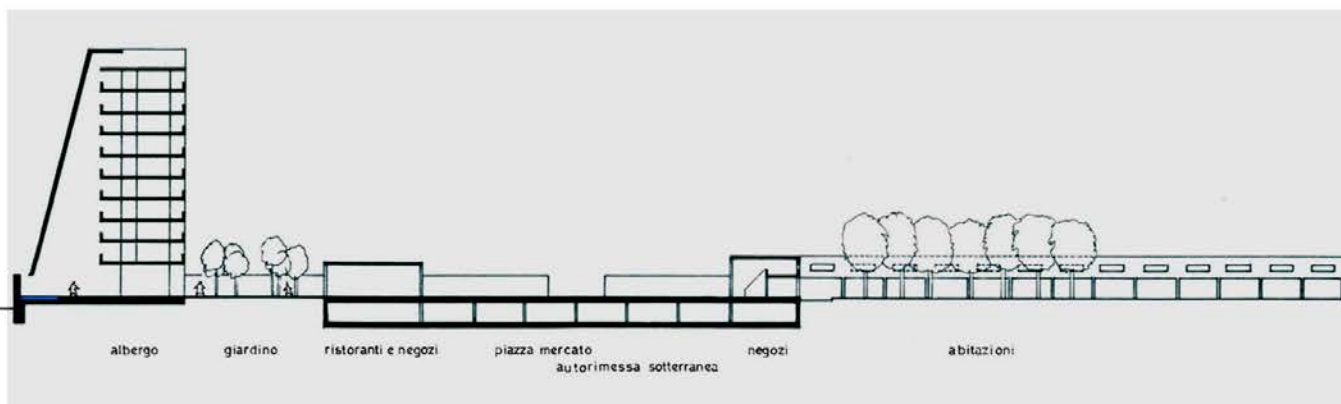 albergo giardino ristoranti e negozi piazza mercato negozi abitazioni
autorimessa sotterranea